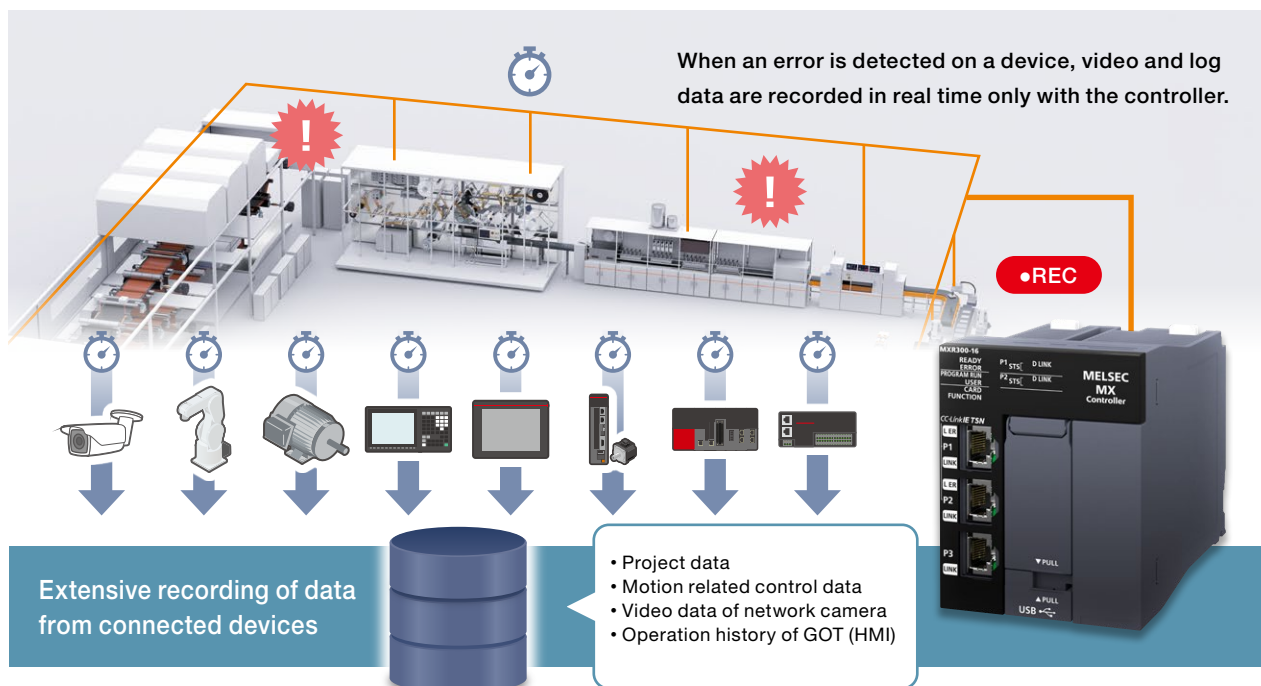 When an error is detected on a device, video and log
data are recorded in real time only with the controller.
!
!
●REC
MXR300-16
READY
ERROR
PROGRAM RUN
USER
CARD
FUNCTION
P1 STS D LINK
P2 STS D LINK
MELSEC
MX
Controller
CC-Link IE TSN
L ER
P1
LINK
L ER
P2
LINK
P3
LINK
▼PULL
▲PULL
USB
Extensive recording of data
from connected devices
• Project data
• Motion related control data
• Video data of network camera
• Operation history of GOT (HMI)